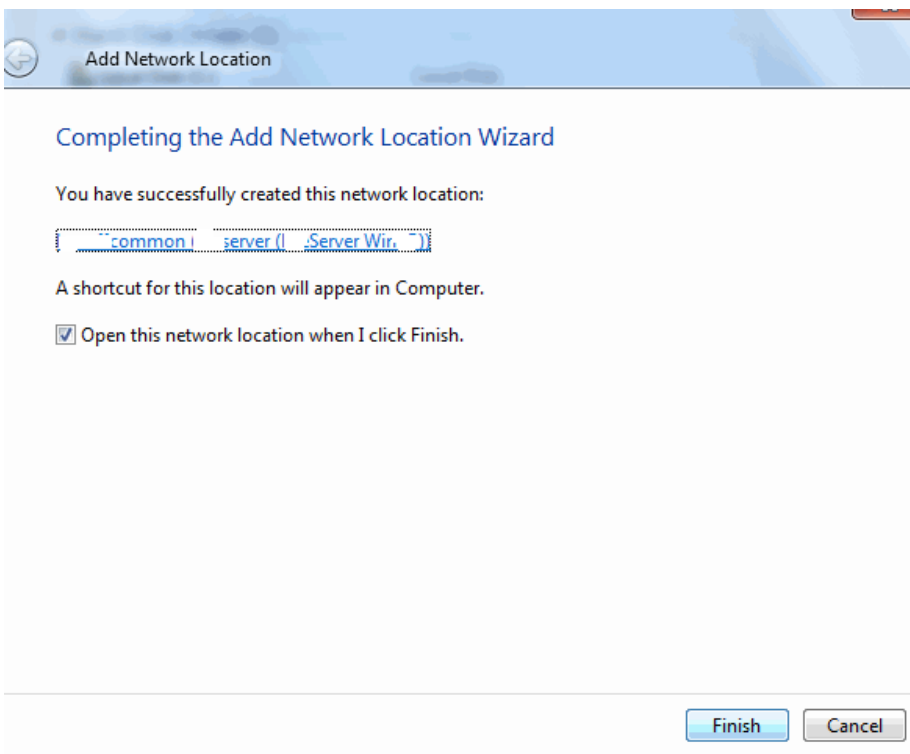 Add Network Location
Completing the Add Network Location Wizard
You have successfully created this network location:
common server Server
A shortcut for this location will appear in Computer.
Open this network location when I click Finish.
Finish
Cancel